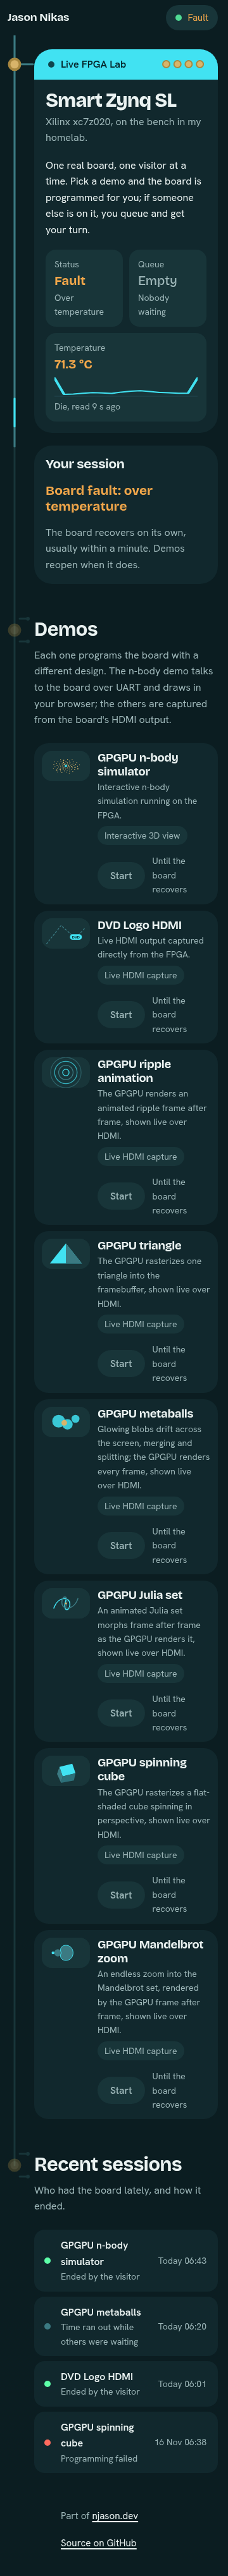 Jason Nikas
Fault
Live FPGA Lab
Smart Zynq SL
Xilinx xc7z020, on the bench in my
homelab.
One real board, one visitor at a
time. Pick a demo and the board is
programmed for you; if someone
else is on it, you queue and get
your turn.
Status
Fault
Over
temperature
Queue
Empty
Nobody
waiting
Temperature
71.3 °C
Die, read 9 s ago
Your session
Board fault: over
temperature
The board recovers on its own,
usually within a minute. Demos
reopen when it does.
Demos
Each one programs the board with a
different design. The n-body demo talks
to the board over UART and draws in
your browser; the others are captured
from the board's HDMI output.
GPGPU n-body
simulator
Interactive n-body
simulation running on the
FPGA.
Interactive 3D view
Start
Until the
board
recovers
DVD Logo HDMI
Live HDMI output captured
directly from the FPGA.
Live HDMI capture
Start
Until the
board
recovers
GPGPU ripple
animation
The GPGPU renders an
animated ripple frame after
frame, shown live over
HDMI.
Live HDMI capture
Start
Until the
board
recovers
GPGPU triangle
The GPGPU rasterizes one
triangle into the
framebuffer, shown live over
HDMI.
Live HDMI capture
Start
Until the
board
recovers
GPGPU metaballs
Glowing blobs drift across
the screen, merging and
splitting; the GPGPU renders
every frame, shown live
over HDMI.
Live HDMI capture
Start
Until the
board
recovers
GPGPU Julia set
An animated Julia set
morphs frame after frame
as the GPGPU renders it,
shown live over HDMI.
Live HDMI capture
Start
Until the
board
recovers
GPGPU spinning
cube
The GPGPU rasterizes a flat-
shaded cube spinning in
perspective, shown live over
HDMI.
Live HDMI capture
Start
Until the
board
recovers
GPGPU Mandelbrot
zoom
An endless zoom into the
Mandelbrot set, rendered
by the GPGPU frame after
frame, shown live over
HDMI.
Live HDMI capture
Start
Until the
board
recovers
Recent sessions
Who had the board lately, and how it
ended.
GPGPU n-body
simulator
Ended by the visitor
Today 06:43
GPGPU metaballs
Time ran out while
others were waiting
Today 06:20
DVD Logo HDMI
Ended by the visitor
Today 06:01
GPGPU spinning
cube
Programming failed
16 Nov 06:38
Part of njason.dev
Source on GitHub